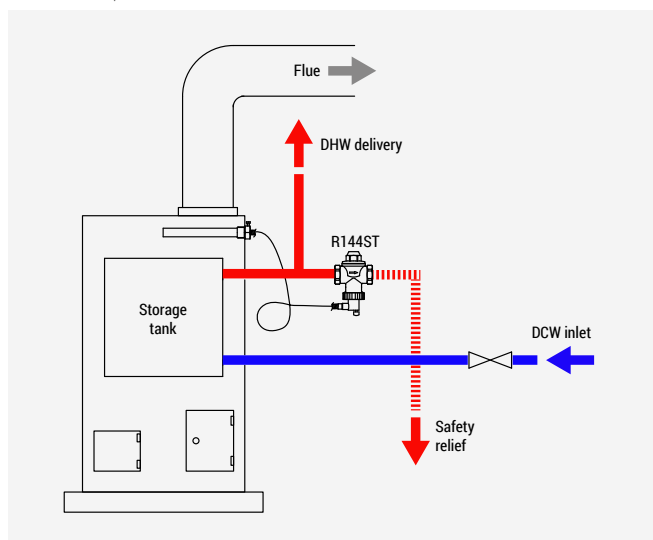 Flue
DHW delivery
R144ST
Storage
tank
DCW inlet
Safety
relief